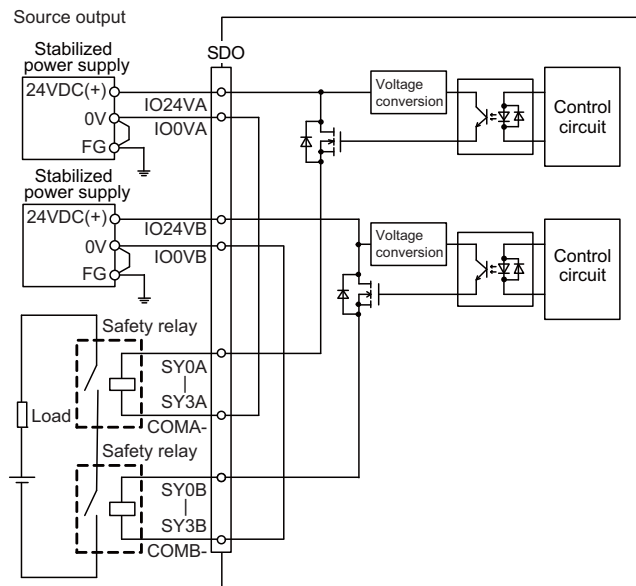 Source output
SDO
Stabilized
power supply
24VDC(+)
0V
FG
IO24VA
IO0VA
Voltage
conversion
Control
circuit
Stabilized
power supply
24VDC(+)
0V
FG
IO24VB
IO0VB
Voltage
conversion
Control
circuit
Safety relay
SY0A
SY3A
COMA-
Load
Safety relay
SY0B
SY3B
COMB-